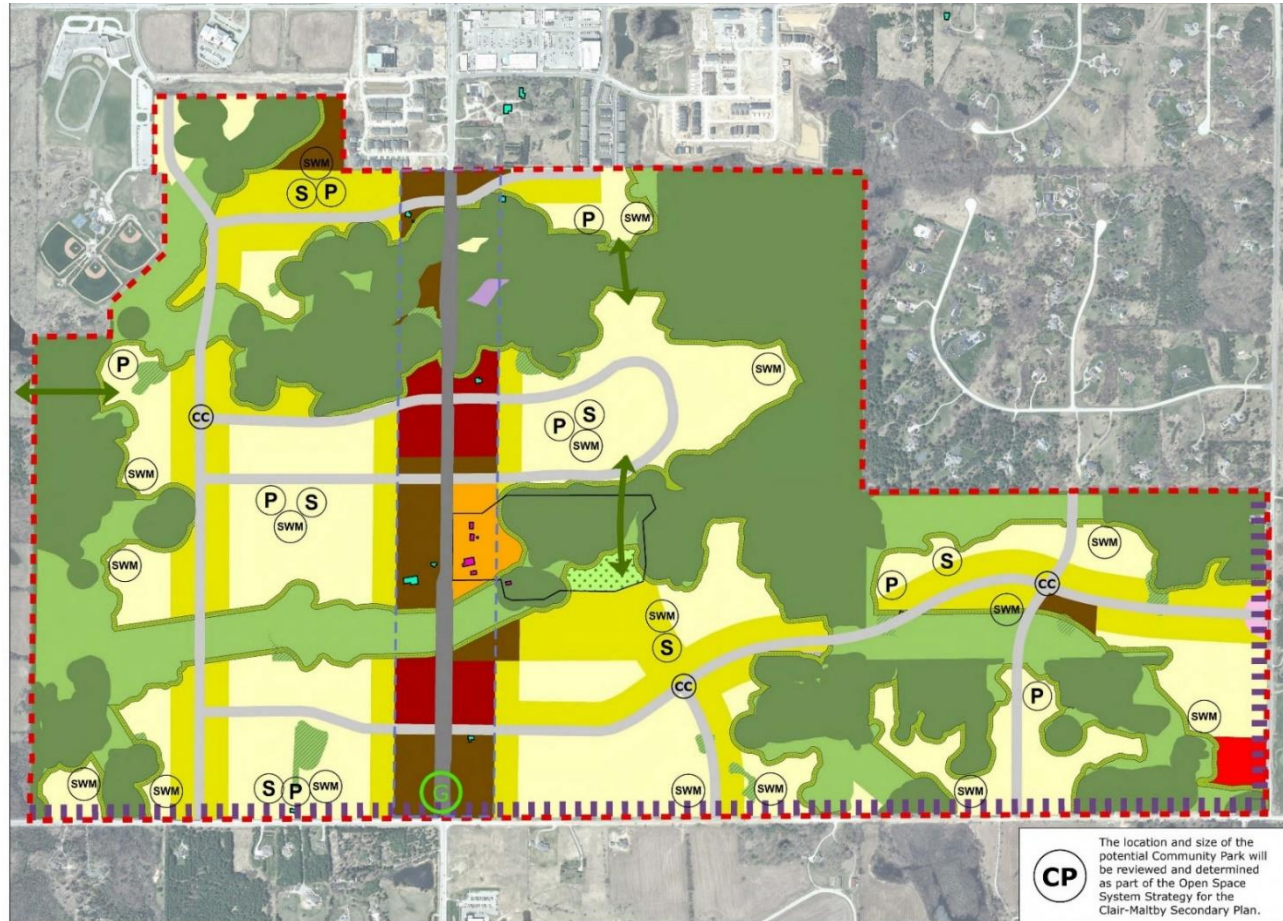 SWM
S P
P SWM
P
SWM
CC
S
P
SWM
SWM
P S
SWM
SWM
S
SWM
P
CC
SWM
SWM
S
CC
P
SWM
SWM SWM S P SWM G SWM SWM SWM
CP
The location and size of the
potential Community Park will
be reviewed and determined
as part of the Open Space
System Strategy for the
Clair-Maltby Secondary Plan.